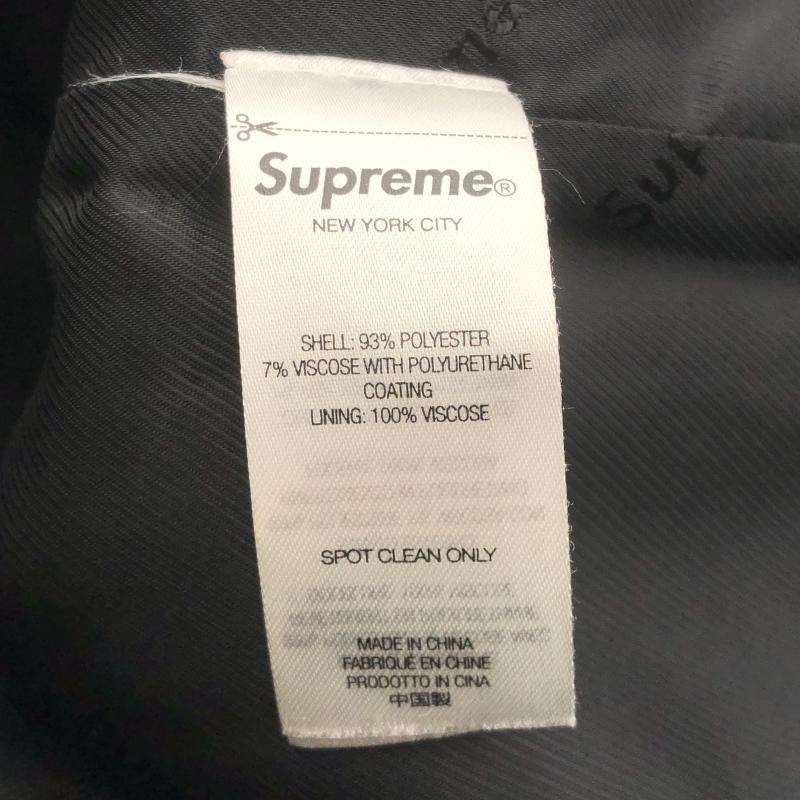 Supreme®
NEW YORK CITY
SHELL: 93% POLYESTER
7% VISCOSE WITH POLYURETHANE
COATING
LINING: 100% VISCOSE
SPOT CLEAN ONLY
MADE IN CHINA
FABRIQUÉ EN CHINE
PRODOTTO IN CINA
中国製
Sup